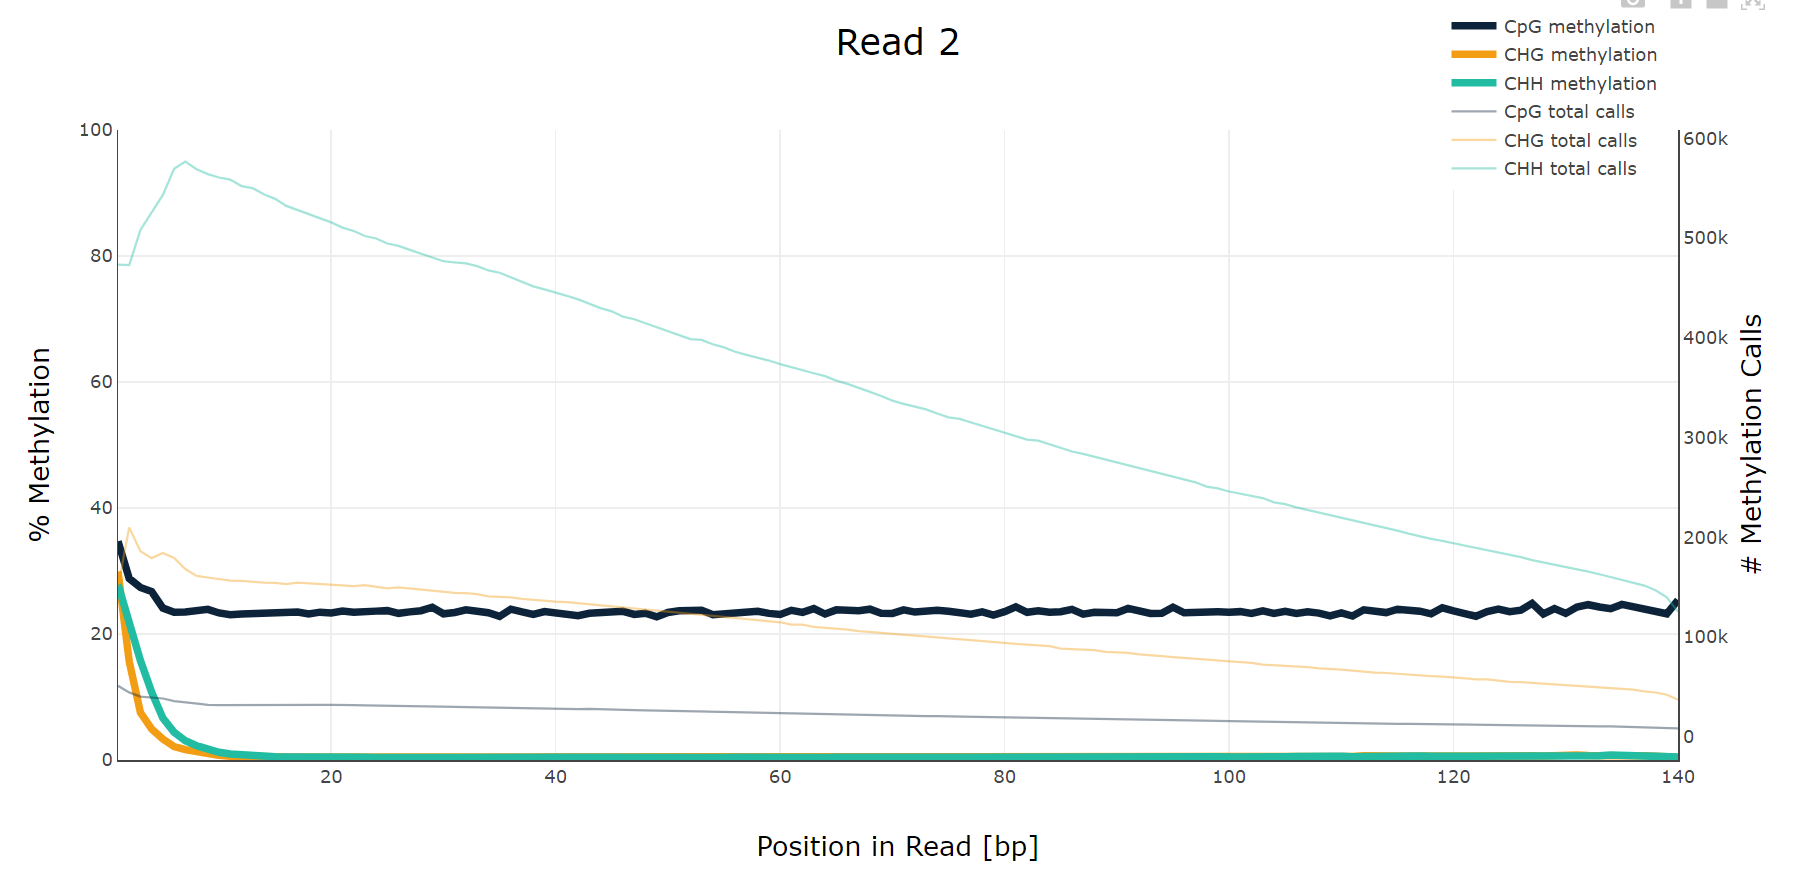 Read 2
CpG methylation
CHG methylation
CHH methylation
CpG total calls
CHG total calls
CHH total calls
% Methylation
100
80
60
40
20
0
600k
500k
400k
300k
200k
100k
0
# Methylation Calls
20 40 60 80 100 120 140
Position in Read [bp]